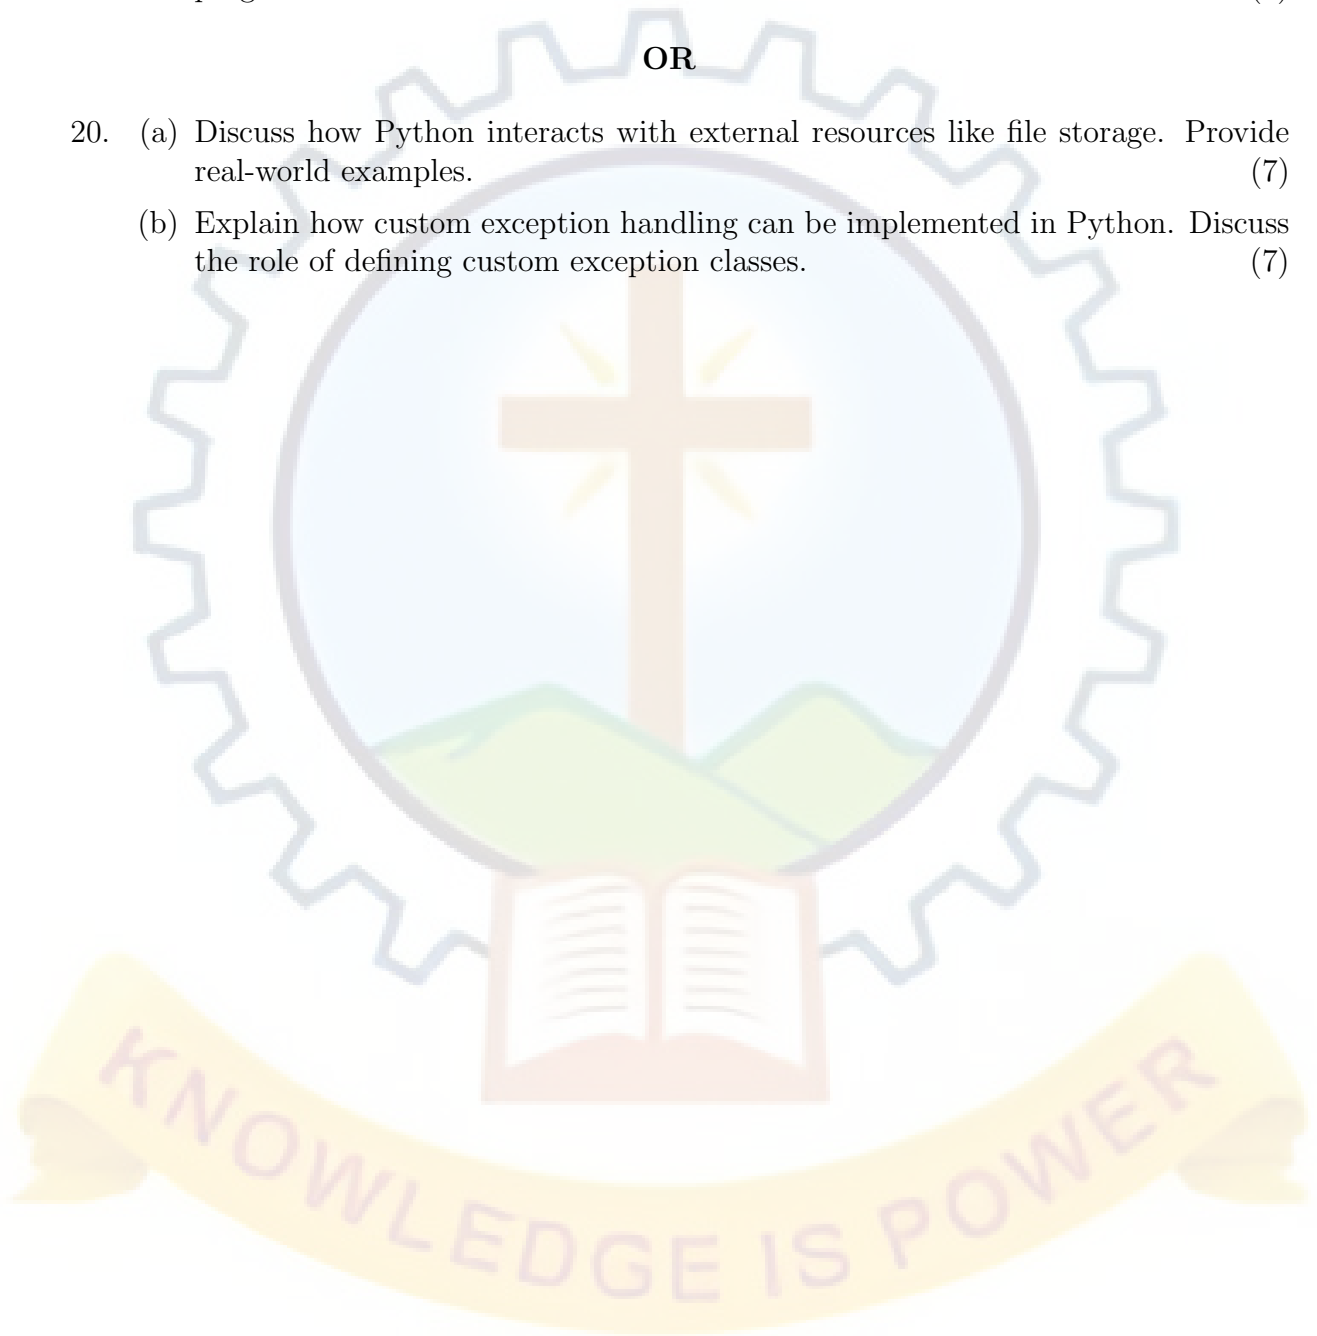 OR
20. (a) Discuss how Python interacts with external resources like file storage. Provide
real-world examples. (7)
(b) Explain how custom exception handling can be implemented in Python. Discuss
the role of defining custom exception classes. (7)
KNOWLEDGE IS POWER